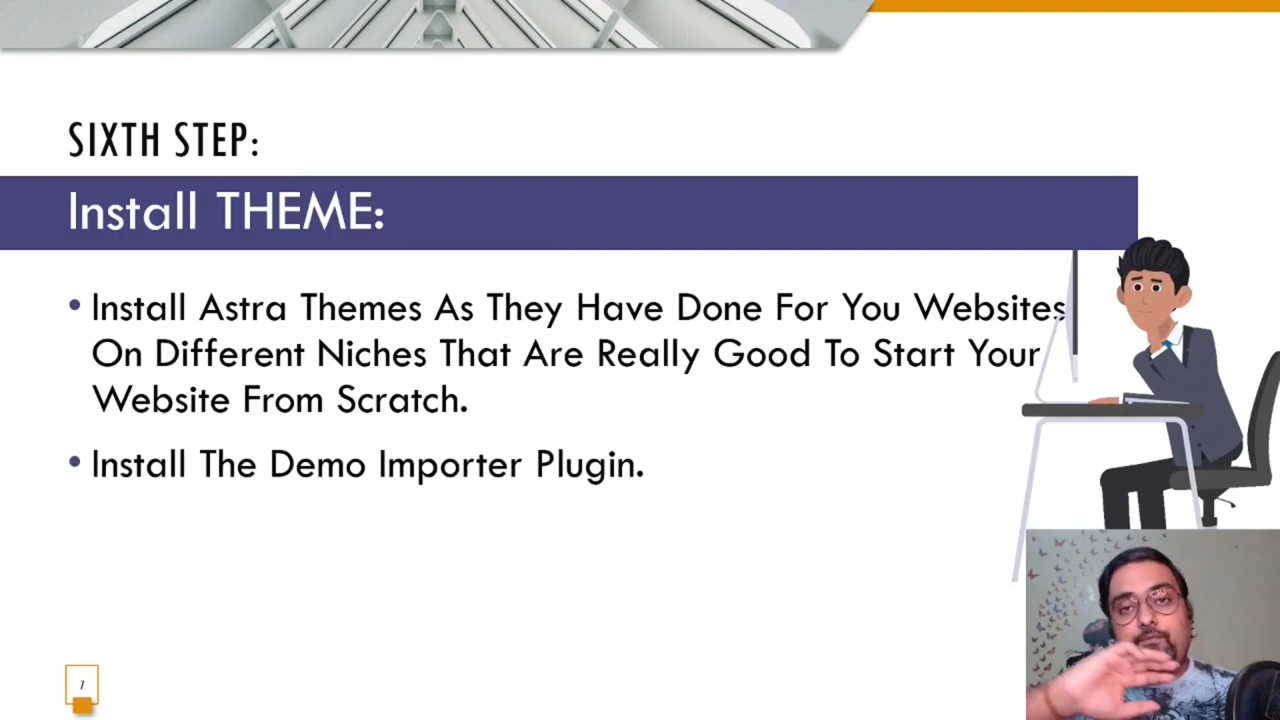 SIXTH STEP:
Install THEME:
• Install Astra Themes As They Have Done For You Websites
On Different Niches That Are Really Good To Start Your
Website From Scratch.
• Install The Demo Importer Plugin.
7